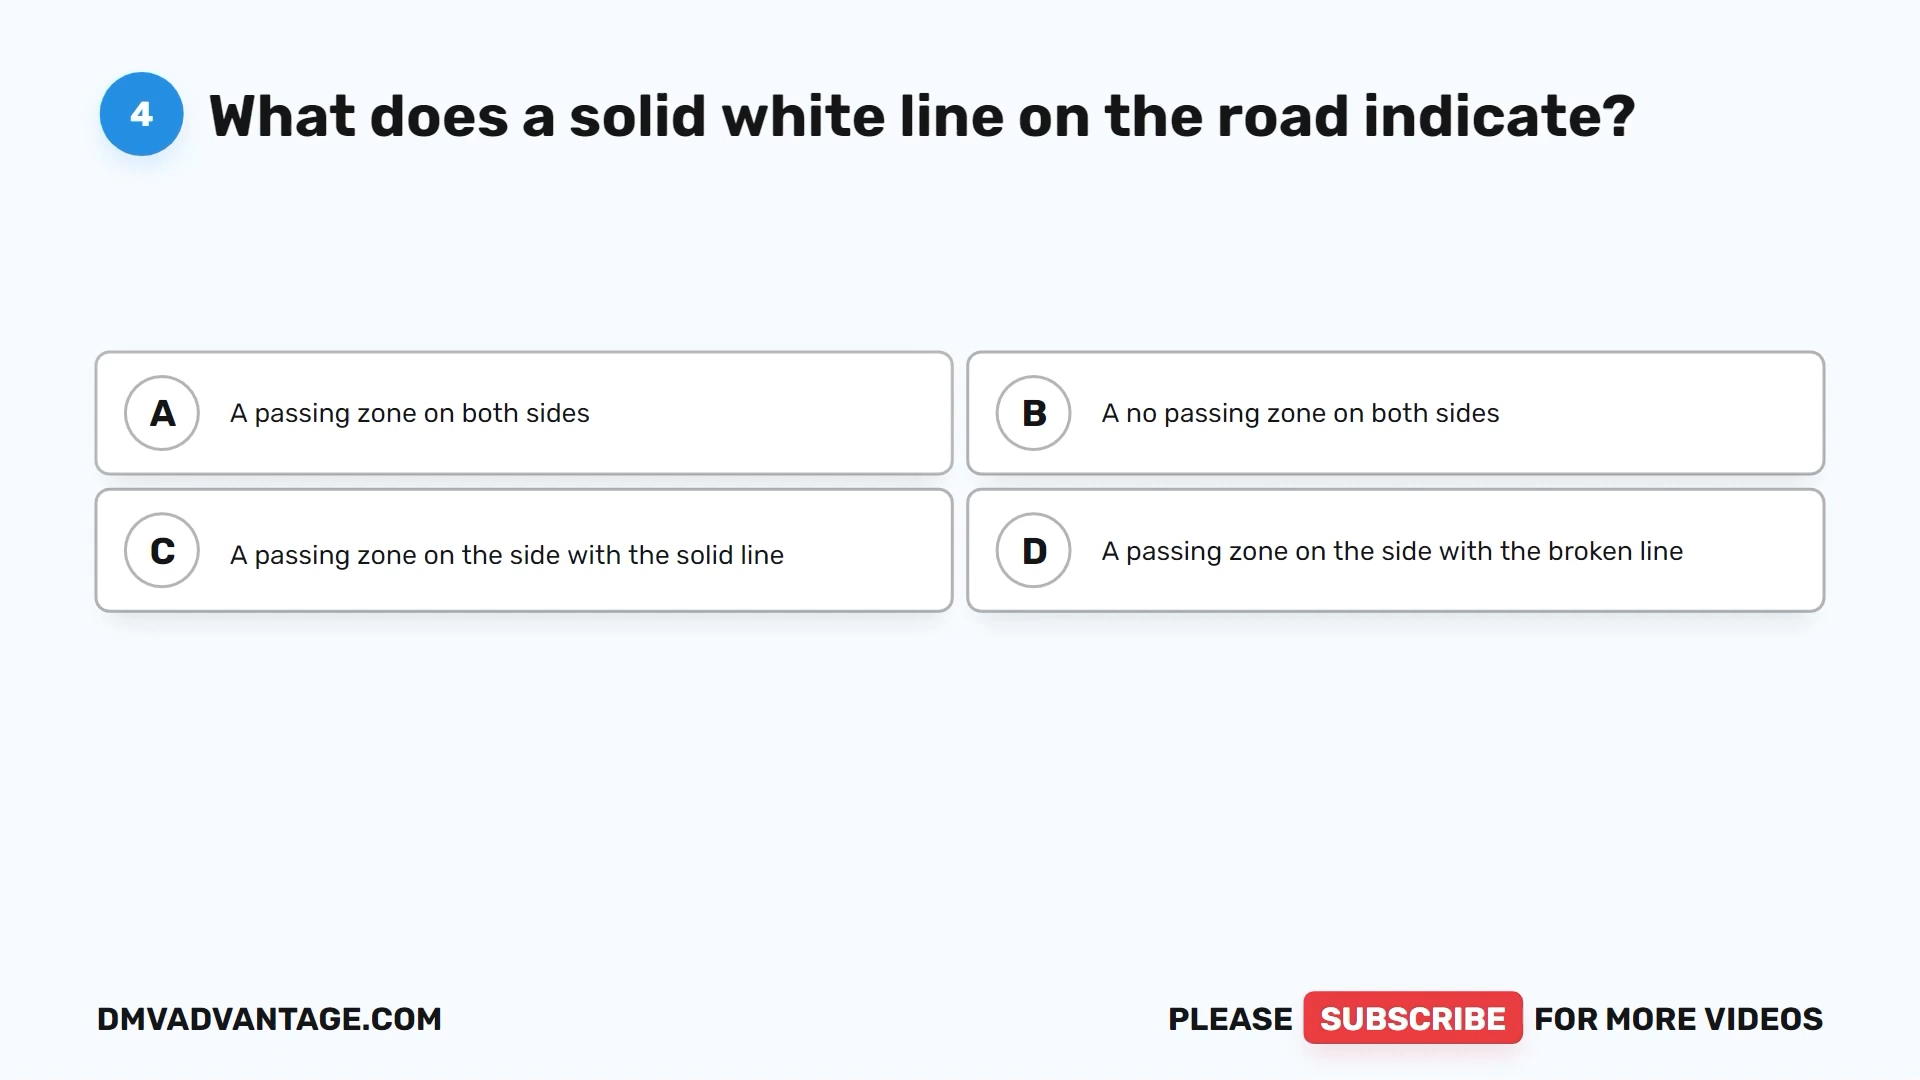 4 What does a solid white line on the road indicate?
A A passing zone on both sides
B A no passing zone on both sides
C A passing zone on the side with the solid line
D A passing zone on the side with the broken line
DMVADVANTAGE.COM
PLEASE SUBSCRIBE FOR MORE VIDEOS